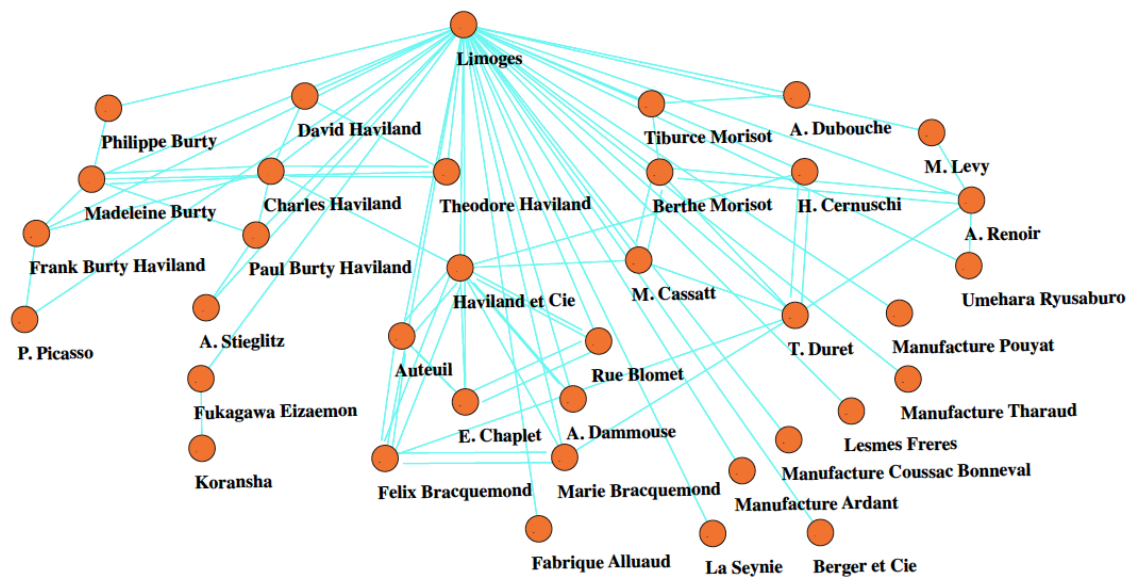 Limoges
Philippe Burty
David Haviland
Tiburce Morisot
A. Dubouche
M. Levy
Madeleine Burty
Charles Haviland
Theodore Haviland
Berthe Morisot
H. Cernuschi
A. Renoir
Frank Burty Haviland
Paul Burty Haviland
Haviland et Cie
M. Cassatt
Umehara Ryusaburo
P. Picasso
A. Stieglitz
Auteuil
Rue Blomet
T. Duret
Manufacture Pouyat
Fukagawa Eizaemon
E. Chaplet
A. Dammouse
Manufacture Tharaud
Lesmes Freres
Koransha
Felix Bracquemond
Marie Bracquemond
Manufacture Coussac Bonneval
Manufacture Ardant
Fabrique Alluaud
La Seynie
Berger et Cie